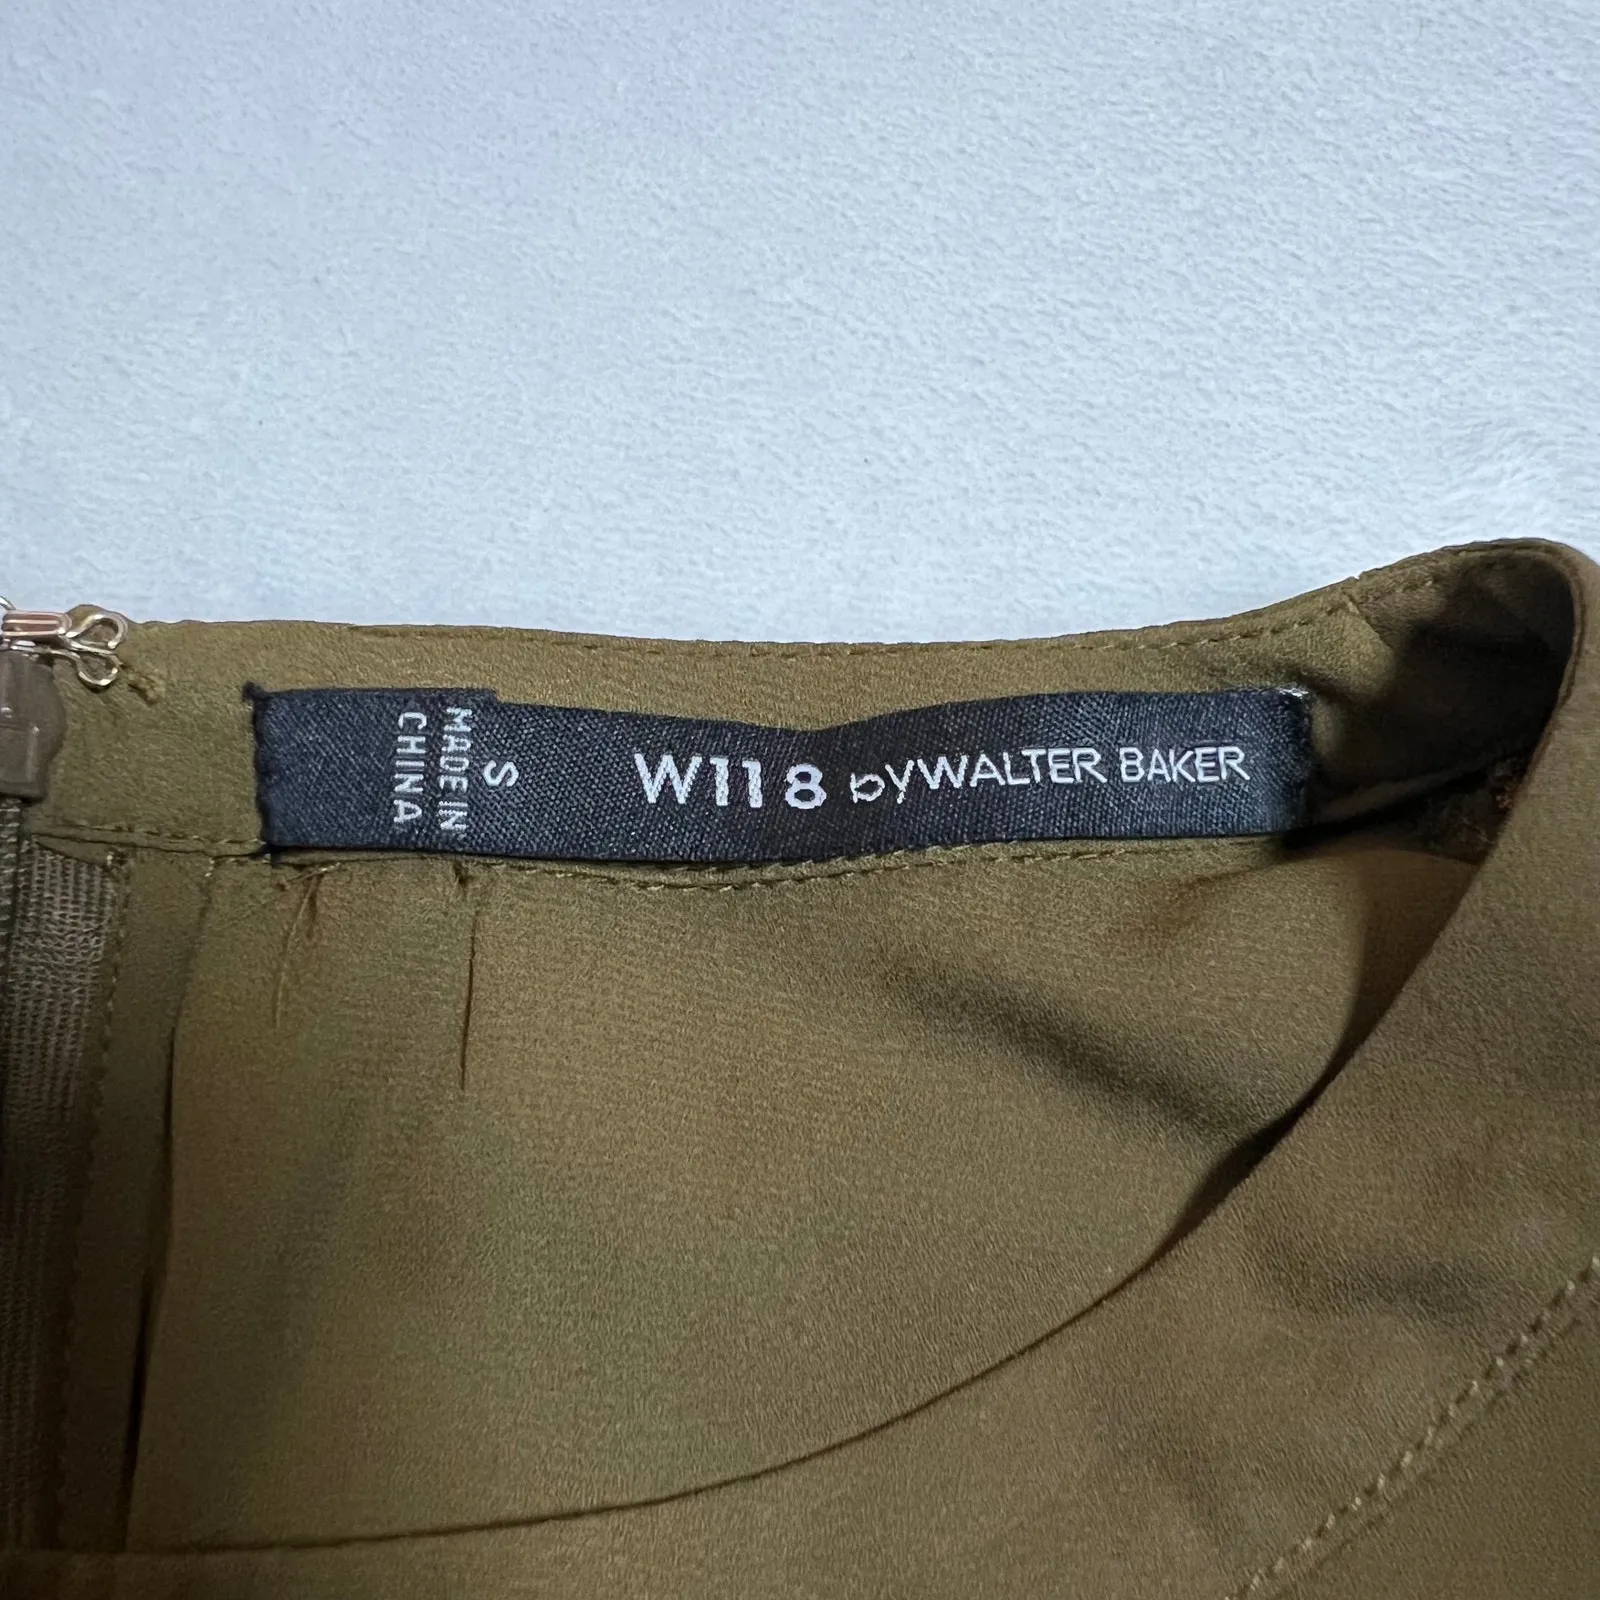 W118 byWALTER BAKER
S
MADE IN
CHINA